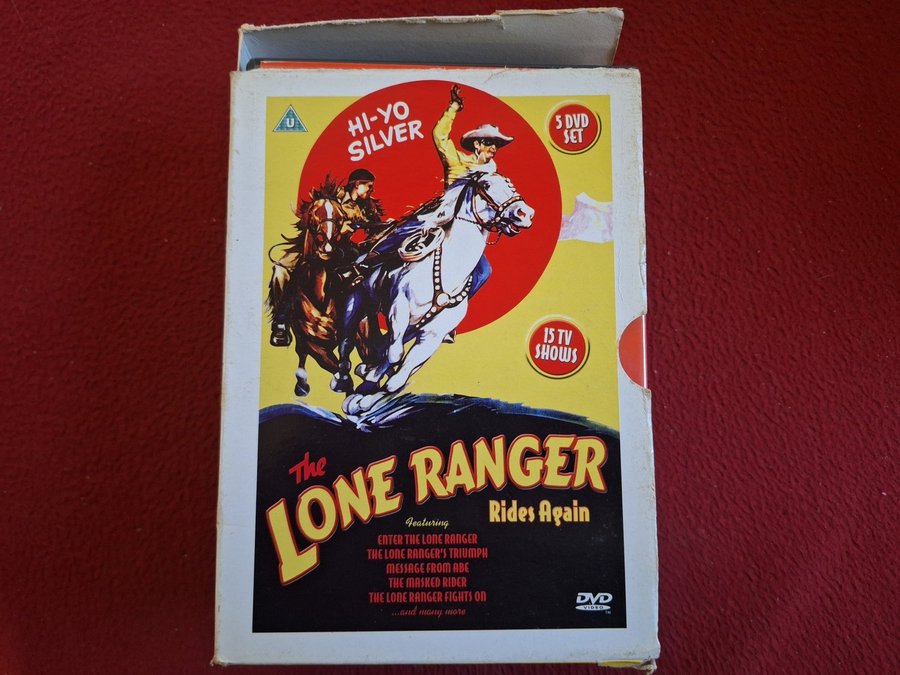 U
HI-YO
SILVER
5 DVD
SET
15 TV
SHOWS
The
LONE RANGER
Rides Again
Featuring
ENTER THE LONE RANGER
THE LONE RANGER'S TRIUMPH
MESSAGE FROM ABE
THE MASKED RIDER
THE LONE RANGER FIGHTS ON
...and many more
DVD
VIDEO
TM